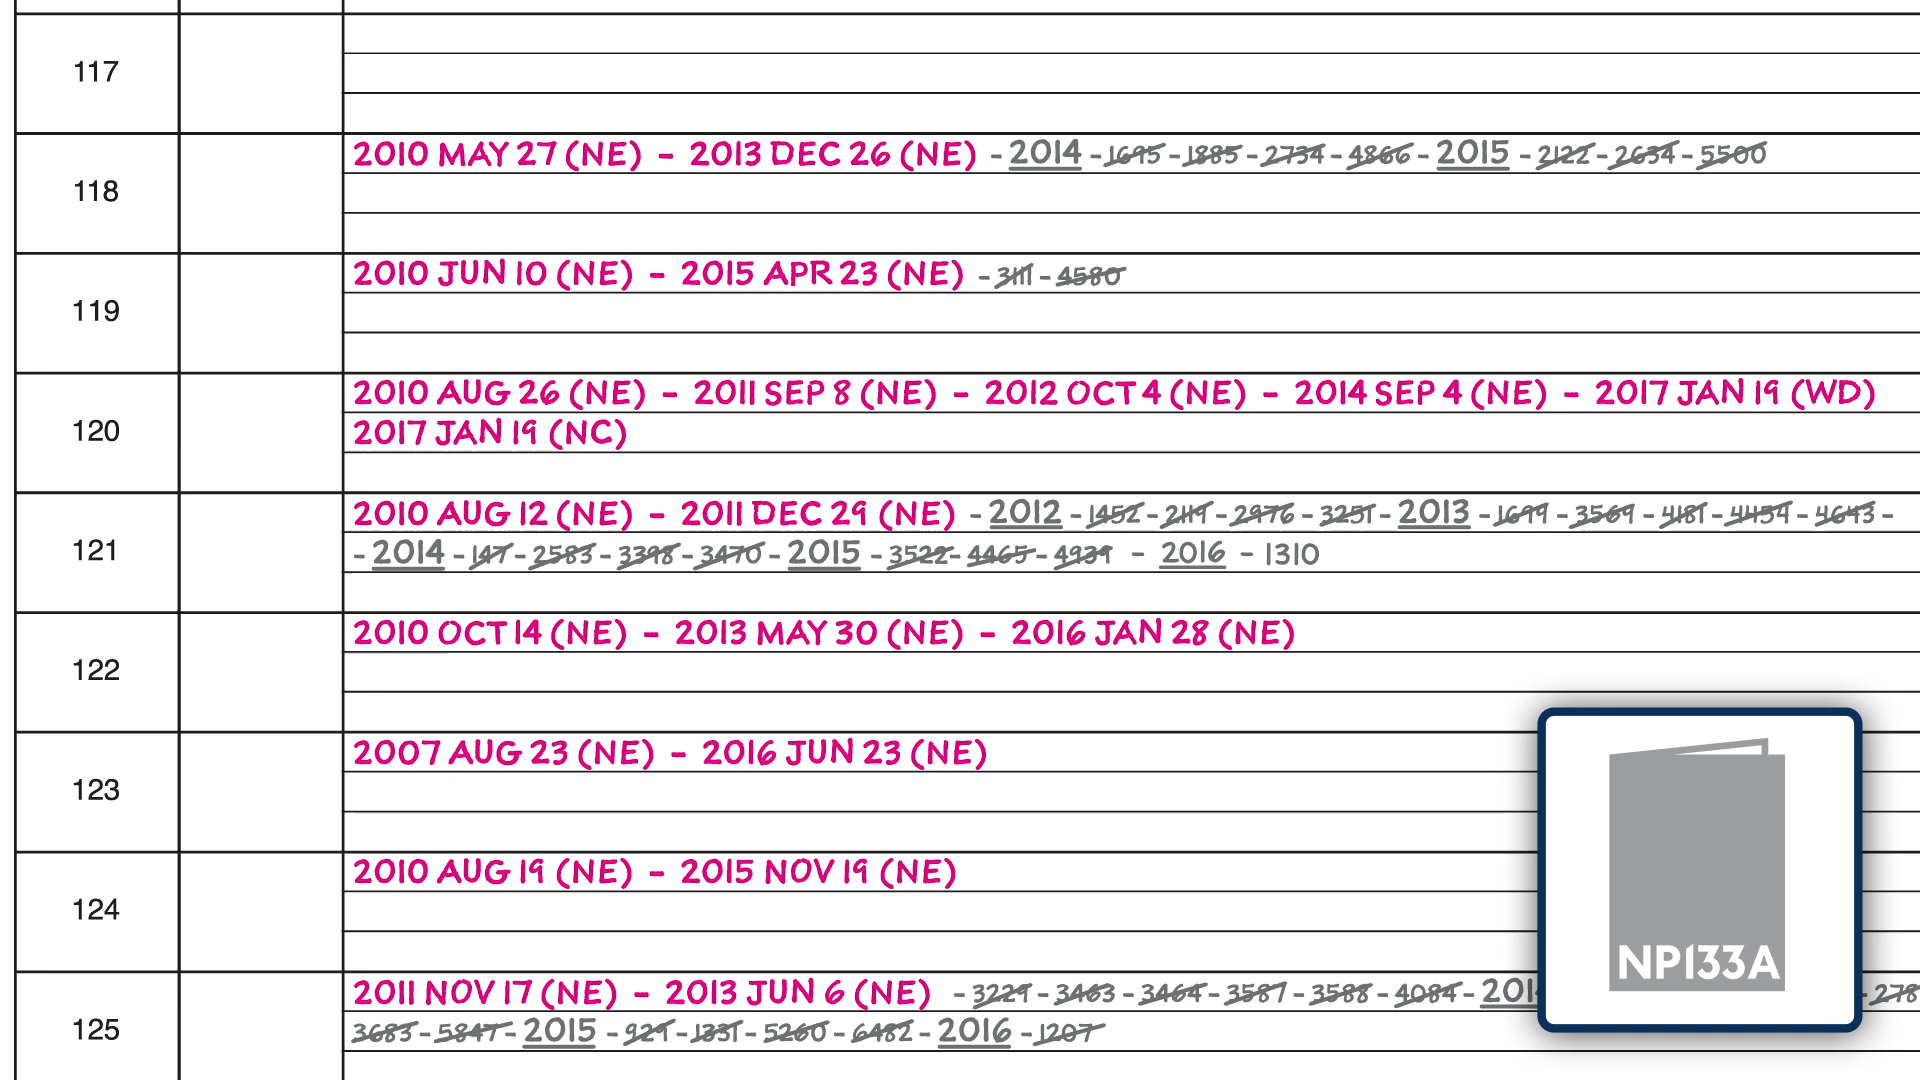 117
118
2010 MAY 27 (NE) - 2013 DEC 26 (NE) - 2014 - 1695 - 1885 - 2734 - 4866 - 2015 - 2122 - 2634 - 5500
119
2010 JUN 10 (NE) - 2015 APR 23 (NE) - 3111 - 4580
120
2010 AUG 26 (NE) - 2011 SEP 8 (NE) - 2012 OCT 4 (NE) - 2014 SEP 4 (NE) - 2017 JAN 19 (WD)
2017 JAN 19 (NC)
121
2010 AUG 12 (NE) - 2011 DEC 29 (NE) - 2012 - 1452 - 2119 - 2976 - 3251 - 2013 - 1699 - 3569 - 4181 - 4454 - 4643 -
- 2014 - 147 - 2583 - 3398 - 3470 - 2015 - 3522 - 4465 - 4939 - 2016 - 1310
122
2010 OCT 14 (NE) - 2013 MAY 30 (NE) - 2016 JAN 28 (NE)
123
2007 AUG 23 (NE) - 2016 JUN 23 (NE)
124
2010 AUG 19 (NE) - 2015 NOV 19 (NE)
125
2011 NOV 17 (NE) - 2013 JUN 6 (NE) - 3229 - 3463 - 3464 - 3587 - 3588 - 4084 -
3683 - 5847 - 2015 - 929 - 1331 - 5260 - 6482 - 2016 - 1207
NP133A